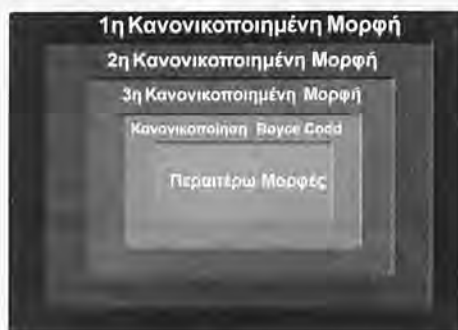 1η Κανονικοποιημένη Μορφή
2η Κανονικοποιημένη Μορφή
3η Κανονικοποιημένη Μορφή
Κανονικοποίηση Boyce Codd
Περαιτέρω Μορφές